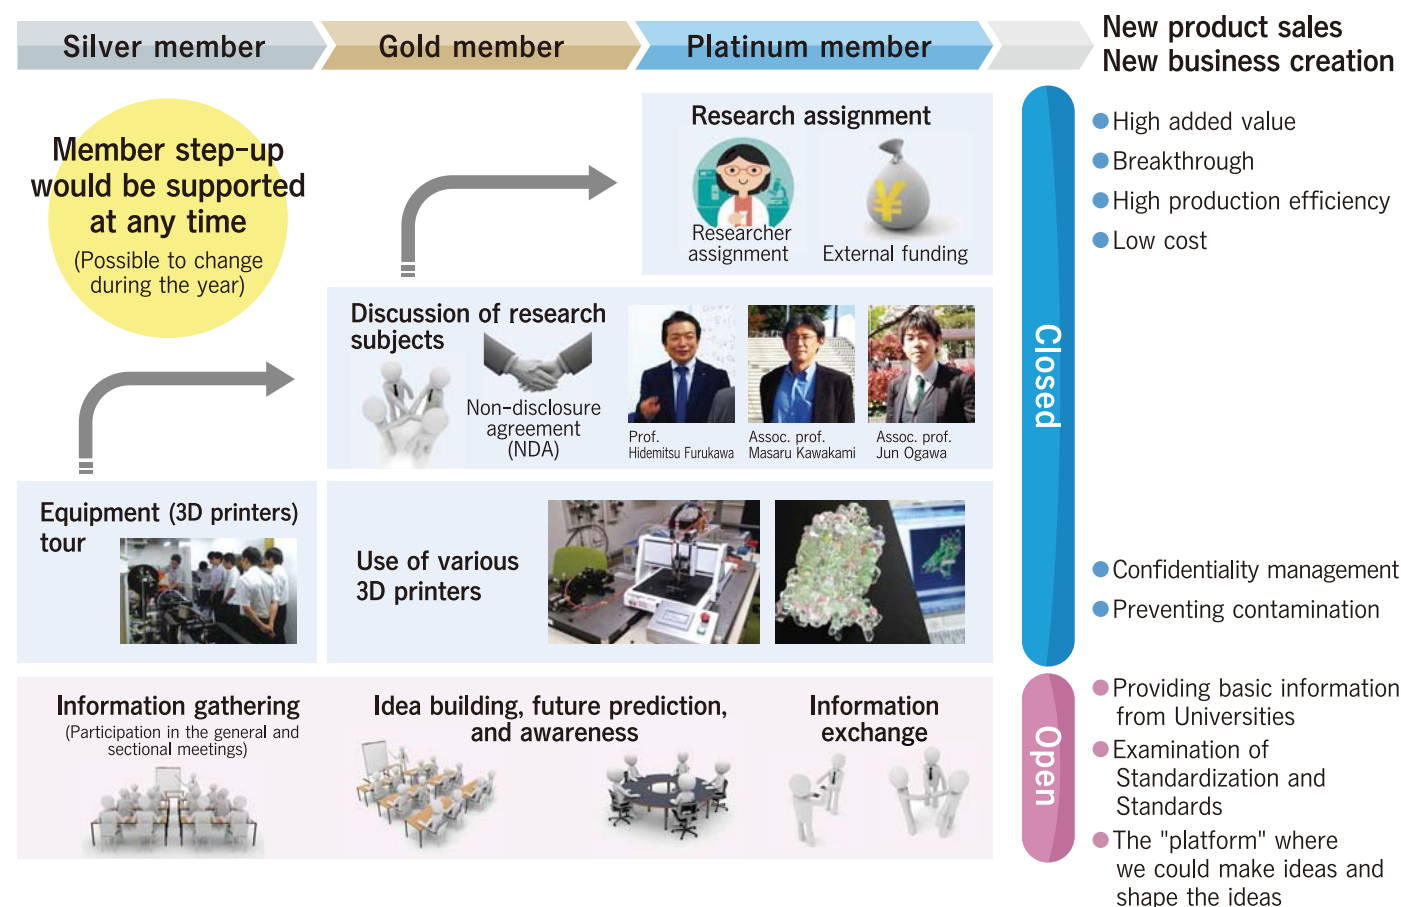 Silver member
Gold member
Platinum member
New product sales
New business creation
Member step-up
would be supported
at any time
(Possible to change
during the year)
Research assignment
Researcher
assignment
External funding
¥
Discussion of research
subjects
Non-disclosure
agreement
(NDA)
Prof.
Hidemitsu Furukawa
Assoc. prof.
Masaru Kawakami
Assoc. prof.
Jun Ogawa
Equipment (3D printers)
tour
Use of various
3D printers
Information gathering
(Participation in the general and
sectional meetings)
Idea building, future prediction,
and awareness
Information
exchange
Closed
● High added value
● Breakthrough
● High production efficiency
● Low cost
● Confidentiality management
● Preventing contamination
Open
● Providing basic information
from Universities
● Examination of
Standardization and
Standards
● The "platform" where
we could make ideas and
shape the ideas